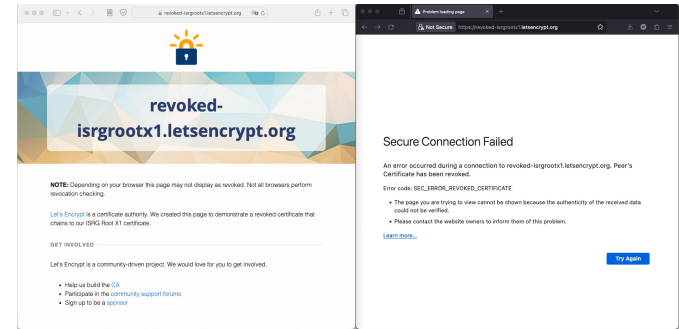 revoked-isrgrootx1.letsencrypt.org
revoked-
isrgrootx1.letsencrypt.org
NOTE: Depending on your browser this page may not display as revoked. Not all browsers perform
revocation checking.
Let's Encrypt is a certificate authority. We created this page to demonstrate a revoked certificate that
chains to our ISRG Root X1 certificate.
GET INVOLVED
Let's Encrypt is a community-driven project. We would love for you to get involved.
• Help us build the CA
• Participate in the community support forums
• Sign up to be a sponsor
Problem loading page
Not Secure https://revoked-isrgrootx1.letsencrypt.org
Secure Connection Failed
An error occurred during a connection to revoked-isrgrootx1.letsencrypt.org. Peer's
Certificate has been revoked.
Error code: SEC_ERROR_REVOKED_CERTIFICATE
• The page you are trying to view cannot be shown because the authenticity of the received data
could not be verified.
• Please contact the website owners to inform them of this problem.
Learn more...
Try Again